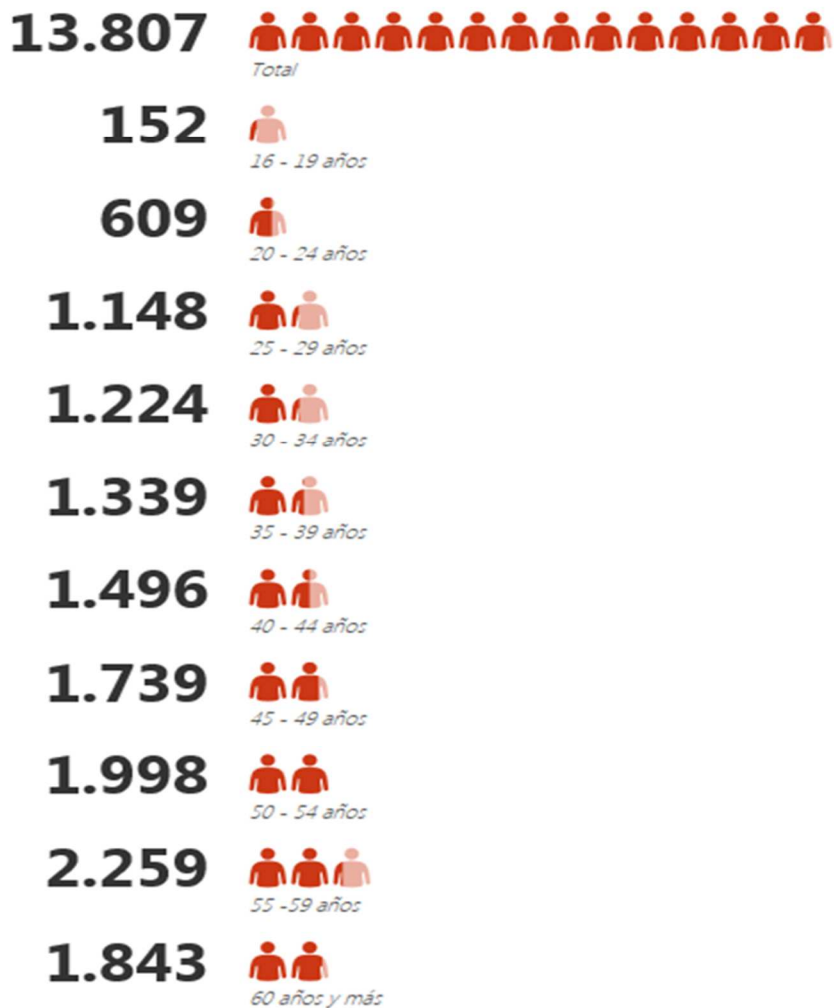 13.807
Total
152
16 - 19 años
609
20 - 24 años
1.148
25 - 29 años
1.224
30 - 34 años
1.339
35 - 39 años
1.496
40 - 44 años
1.739
45 - 49 años
1.998
50 - 54 años
2.259
55 -59 años
1.843
60 años y más